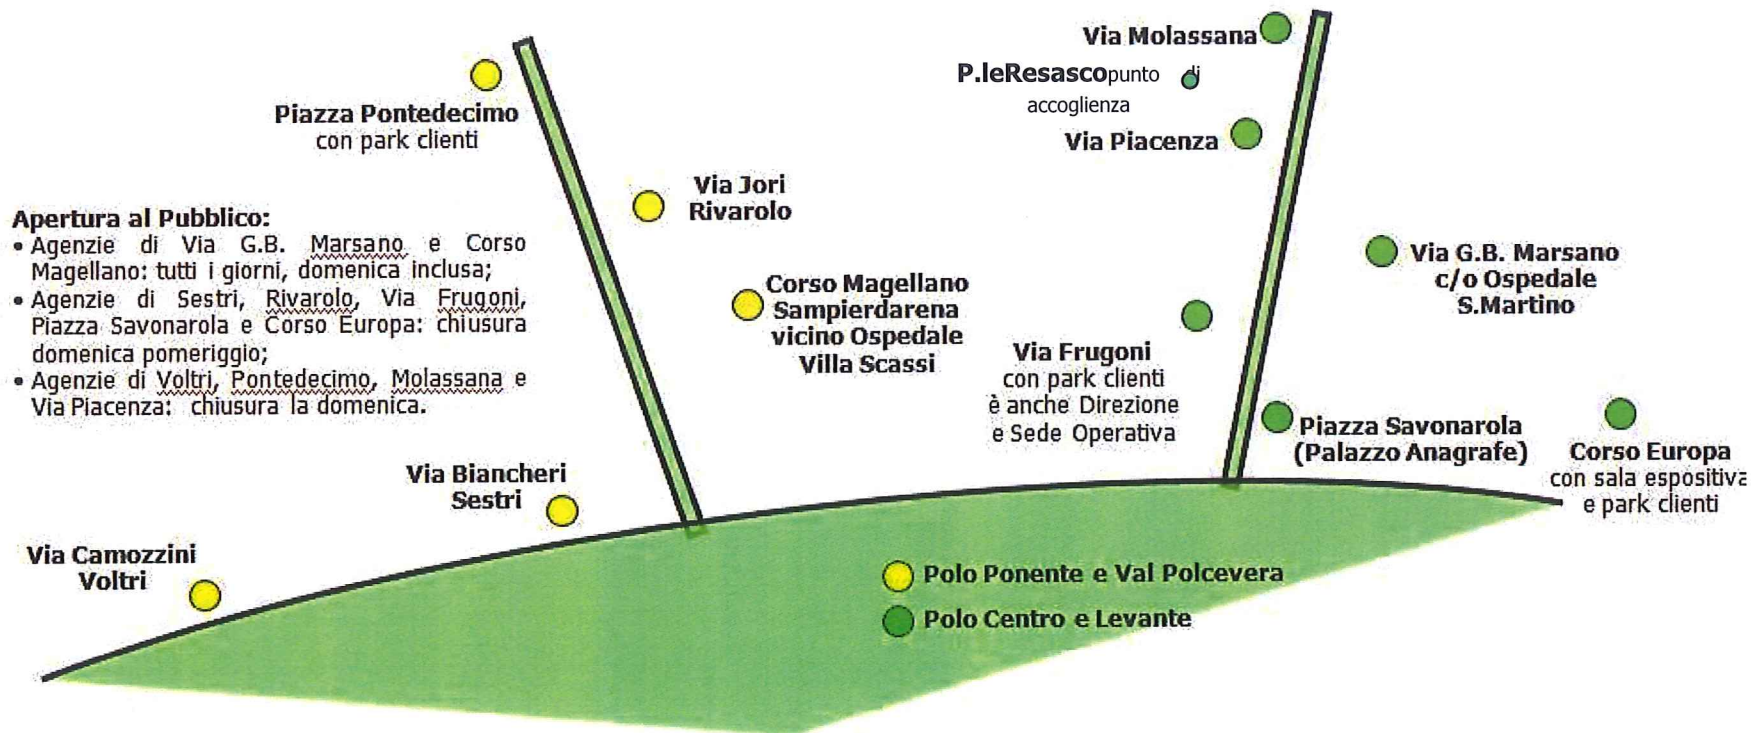 Via Molassana
P.leResascopunto di
accoglienza
Via Piacenza
Piazza Pontedecimo
con park clienti
Via Jori
Rivarolo
Apertura al Pubblico:
• Agenzie di Via G.B. Marsano e Corso
Magellano: tutti i giorni, domenica inclusa;
• Agenzie di Sestri, Rivarolo, Via Frugoni,
Piazza Savonarola e Corso Europa: chiusura
domenica pomeriggio;
• Agenzie di Voltri, Pontedecimo, Molassana e
Via Piacenza: chiusura la domenica.
Corso Magellano
Sampierdarena
vicino Ospedale
Villa Scassi
Via G.B. Marsano
c/o Ospedale
S.Martino
Via Frugoni
con park clienti
è anche Direzione
e Sede Operativa
Piazza Savonarola
(Palazzo Anagrafe)
Corso Europa
con sala espositiva
e park clienti
Via Biancheri
Sestri
Via Camozzini
Voltri
Polo Ponente e Val Polcevera
Polo Centro e Levante